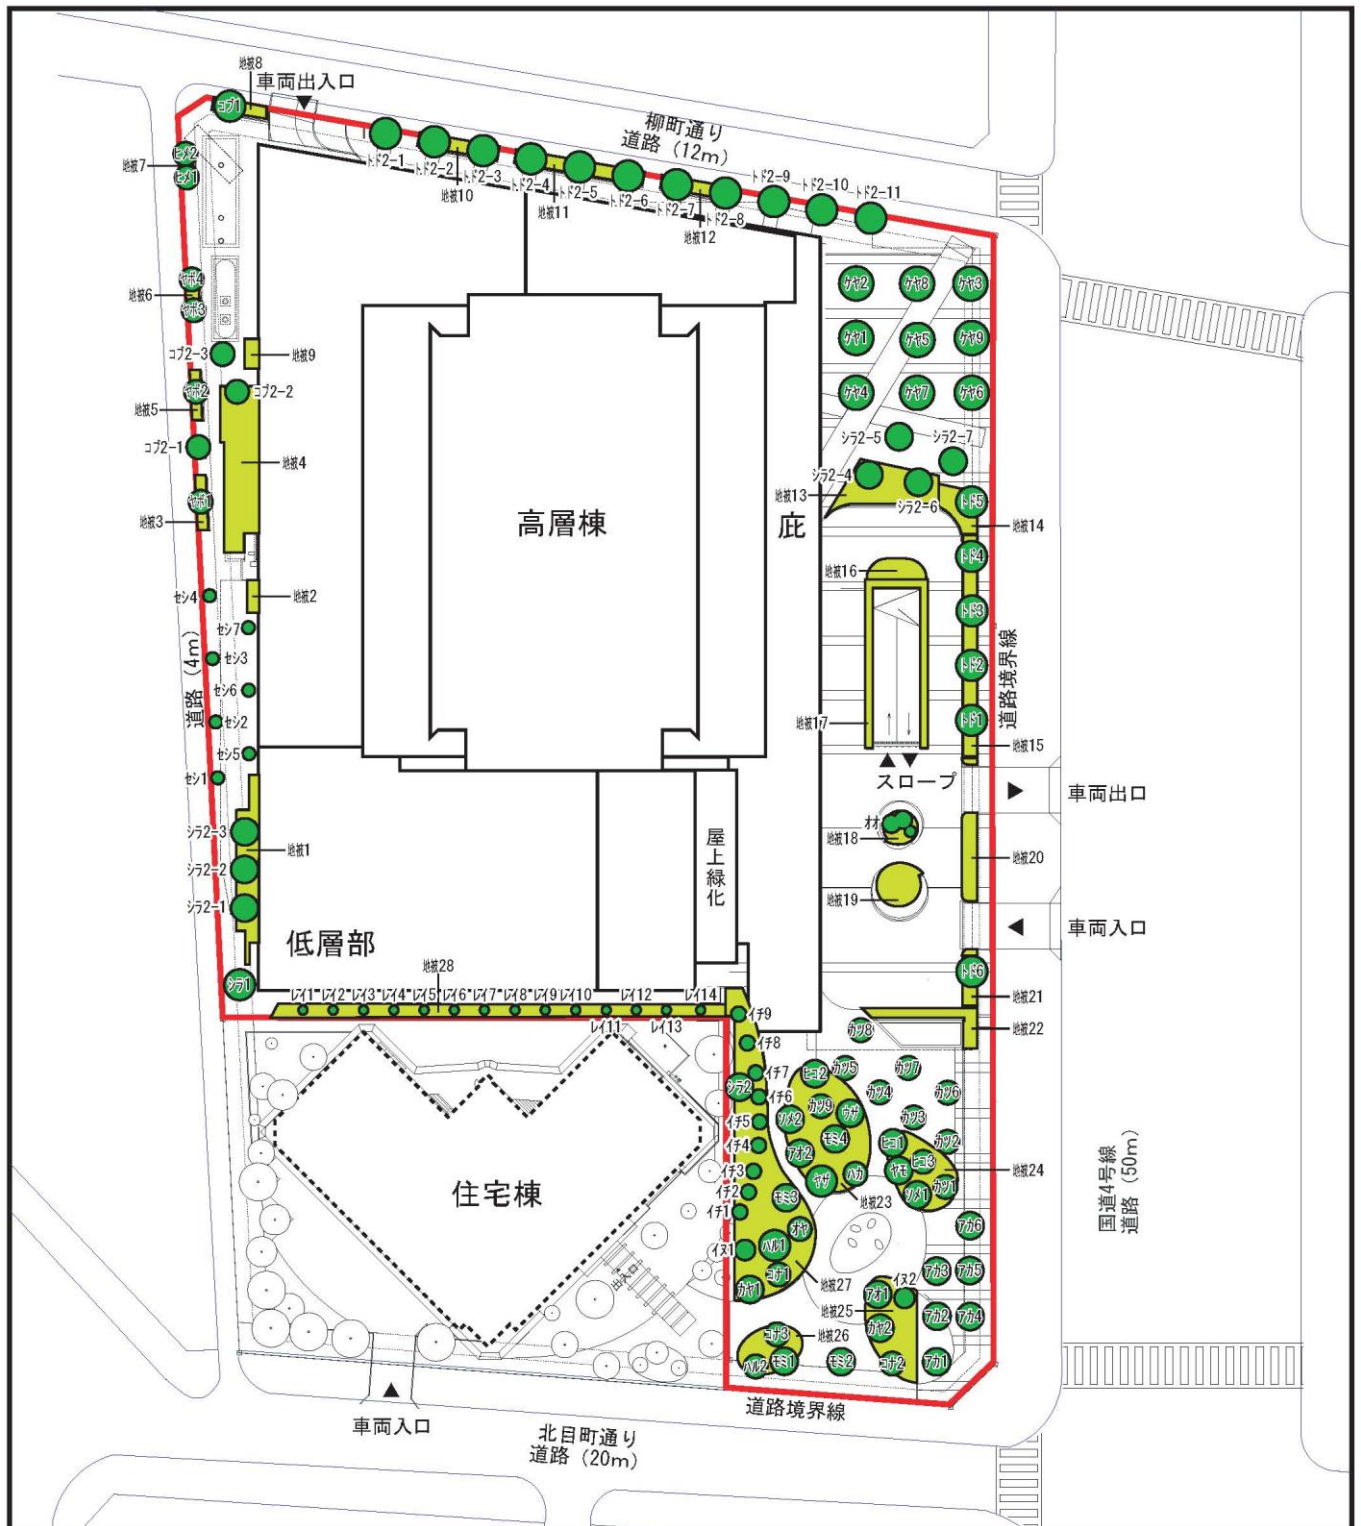 地被8
車両出入口
コブ1
柳町通り
道路（12m）
ヒメ2
地被7
ヒメ1
トド2-1
トド2-2
トド2-3
トド2-4
トド2-5
トド2-6
トド2-7
トド2-8
トド2-9
トド2-10
トド2-11
地被10
地被11
地被12
ヤボ4
地被6
ヤボ3
コブ2-3
地被9
ヤボ2
コブ2-2
地被5
コブ2-1
地被4
ヤボ1
地被3
ケヤ2
ケヤ8
ケヤ3
ケヤ1
ケヤ5
ケヤ9
ケヤ4
ケヤ7
ケヤ6
シラ2-5
シラ2-7
シラ2-4
シラ2-6
地被13
トド5
地被14
高層棟
庇
トド4
地被16
セシ4
地被2
トド3
セシ7
道路（4m）
セシ3
トド2
道路境界線
セシ6
セシ2
地被17
トド1
地被15
セシ5
セシ1
スロープ
車両出口
シラ2-3
地被1
オオ
地被18
屋上緑化
地被20
シラ2-2
シラ2-1
地被19
車両入口
低層部
地被28
シラ1
トド6
レイ1
レイ2
レイ3
レイ4
レイ5
レイ6
レイ7
レイ8
レイ9
レイ10
レイ12
レイ14
レイ11
レイ13
地被21
イチ9
カツ8
地被22
イチ8
イチ7
ヒコ2
カツ5
カツ7
シラ2
イチ6
カツ4
カツ6
ソメ2
カツ9
ウザ
カツ3
イチ5
イチ4
モミ4
ヒコ1
カツ2
アオ2
ヒコ3
イチ3
ヤモ
地被24
ヤザ
ハカ
イチ2
モミ3
地被23
ソメ1
カツ1
イチ1
住宅棟
国道4号線
道路（50m）
オヤ
アカ6
イヌ1
ハル1
コナ1
地被27
アカ3
アカ5
カヤ1
アオ1
イヌ2
出入口
地被25
アカ2
アカ4
カヤ2
コナ3
地被26
ハル2
モミ1
モミ2
コナ2
アカ1
道路境界線
車両入口
北目町通り
道路（20m）